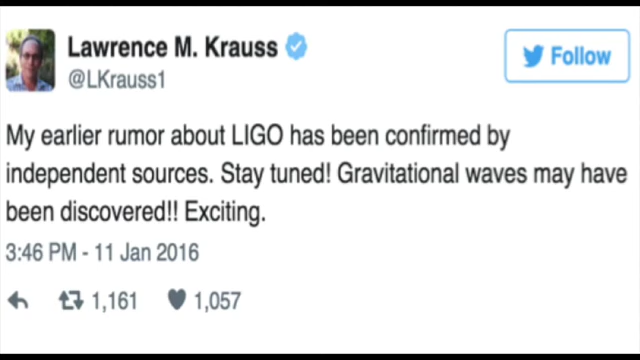 Lawrence M. Krauss
Follow
@LKrauss1
My earlier rumor about LIGO has been confirmed by
independent sources. Stay tuned! Gravitational waves may have
been discovered!! Exciting.
3:46 PM - 11 Jan 2016
1,161 1,057